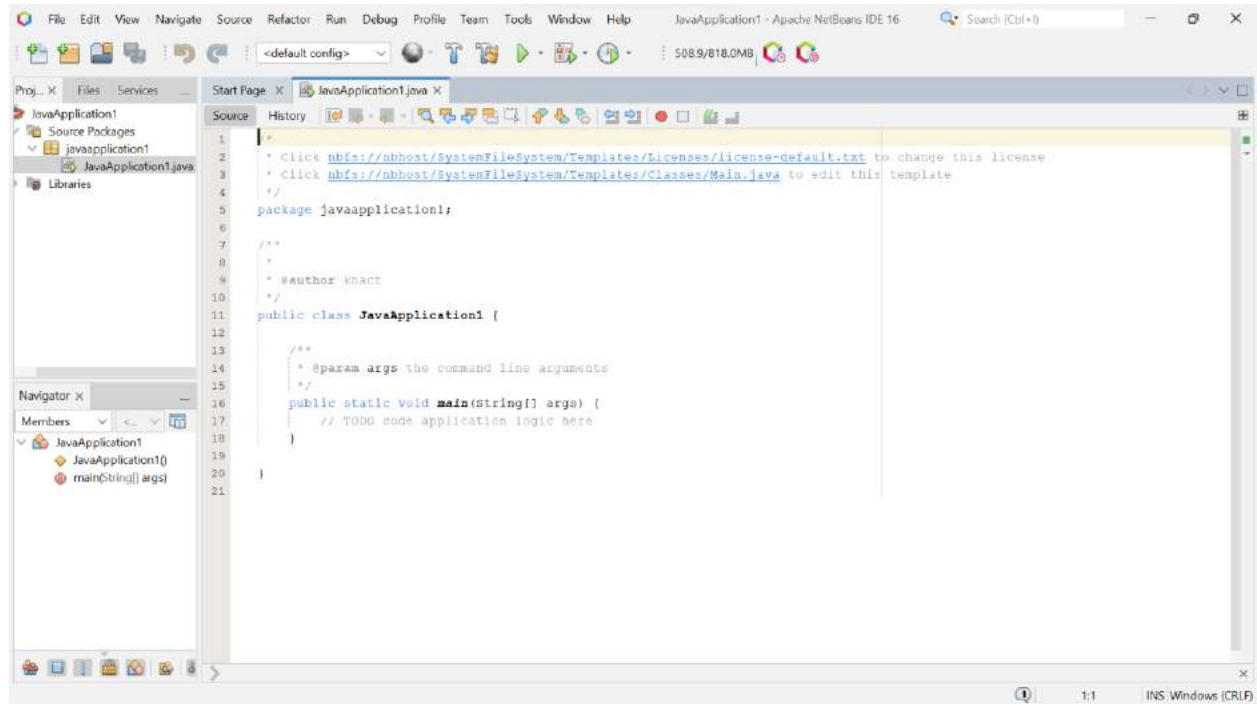 File Edit View Navigate Source Refactor Run Debug Profile Team Tools Window Help JavaApplication1 - Apache NetBeans IDE 16 Search (Ctrl+I)
<default config> 508.9/818.0MB
Proj... Files Services
JavaApplication1
Source Packages
javaapplication1
JavaApplication1.java
Libraries
Start Page JavaApplication1.java
Source History
1 /*
2 * Click nbfs://nbhost/SystemFileSystem/Templates/Licenses/license-default.txt to change this license
3 * Click nbfs://nbhost/SystemFileSystem/Templates/Classes/Main.java to edit this template
4 */
5 package javaapplication1;
6
7 /**
8 *
9 * @author knact
10 */
11 public class JavaApplication1 {
12
13 /**
14 * @param args the command line arguments
15 */
16 public static void main(String[] args) {
17 // TODO code application logic here
18 }
19
20 }
21
Navigator
Members <...
JavaApplication1
JavaApplication1()
main(String[] args)
1:1 INS Windows (CRLF)